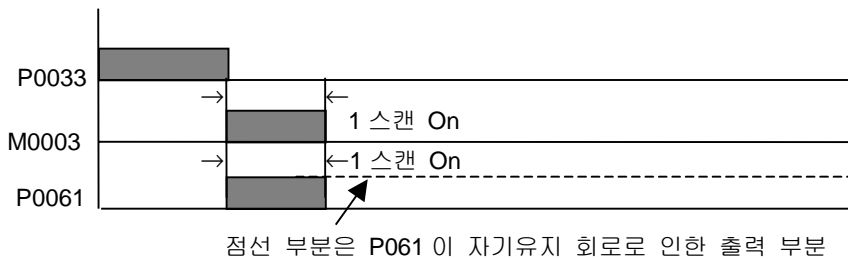 P0033
1 스캔 On
M0003
1 스캔 On
P0061
점선 부분은 P061 이 자기유지 회로로 인한 출력 부분